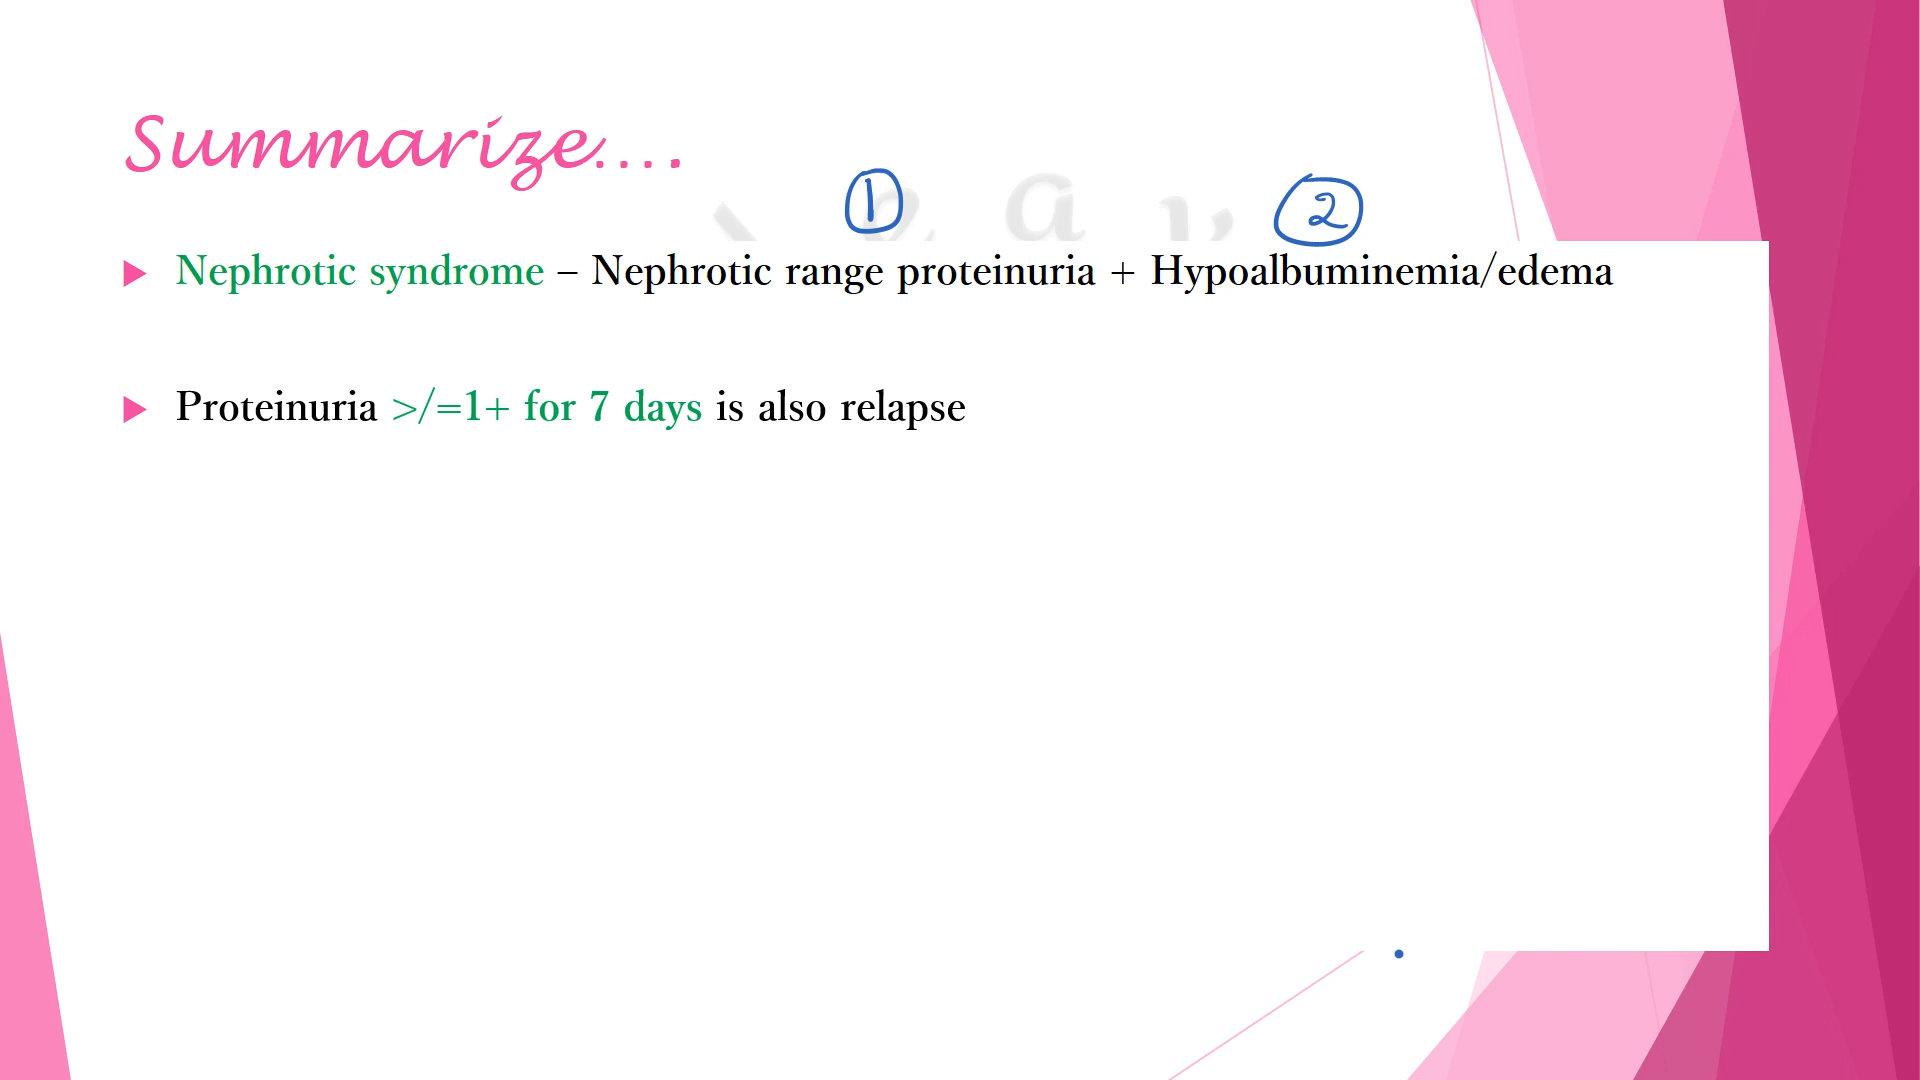 Summarize....
1 2
Nephrotic syndrome – Nephrotic range proteinuria + Hypoalbuminemia/edema
Proteinuria >/=1+ for 7 days is also relapse